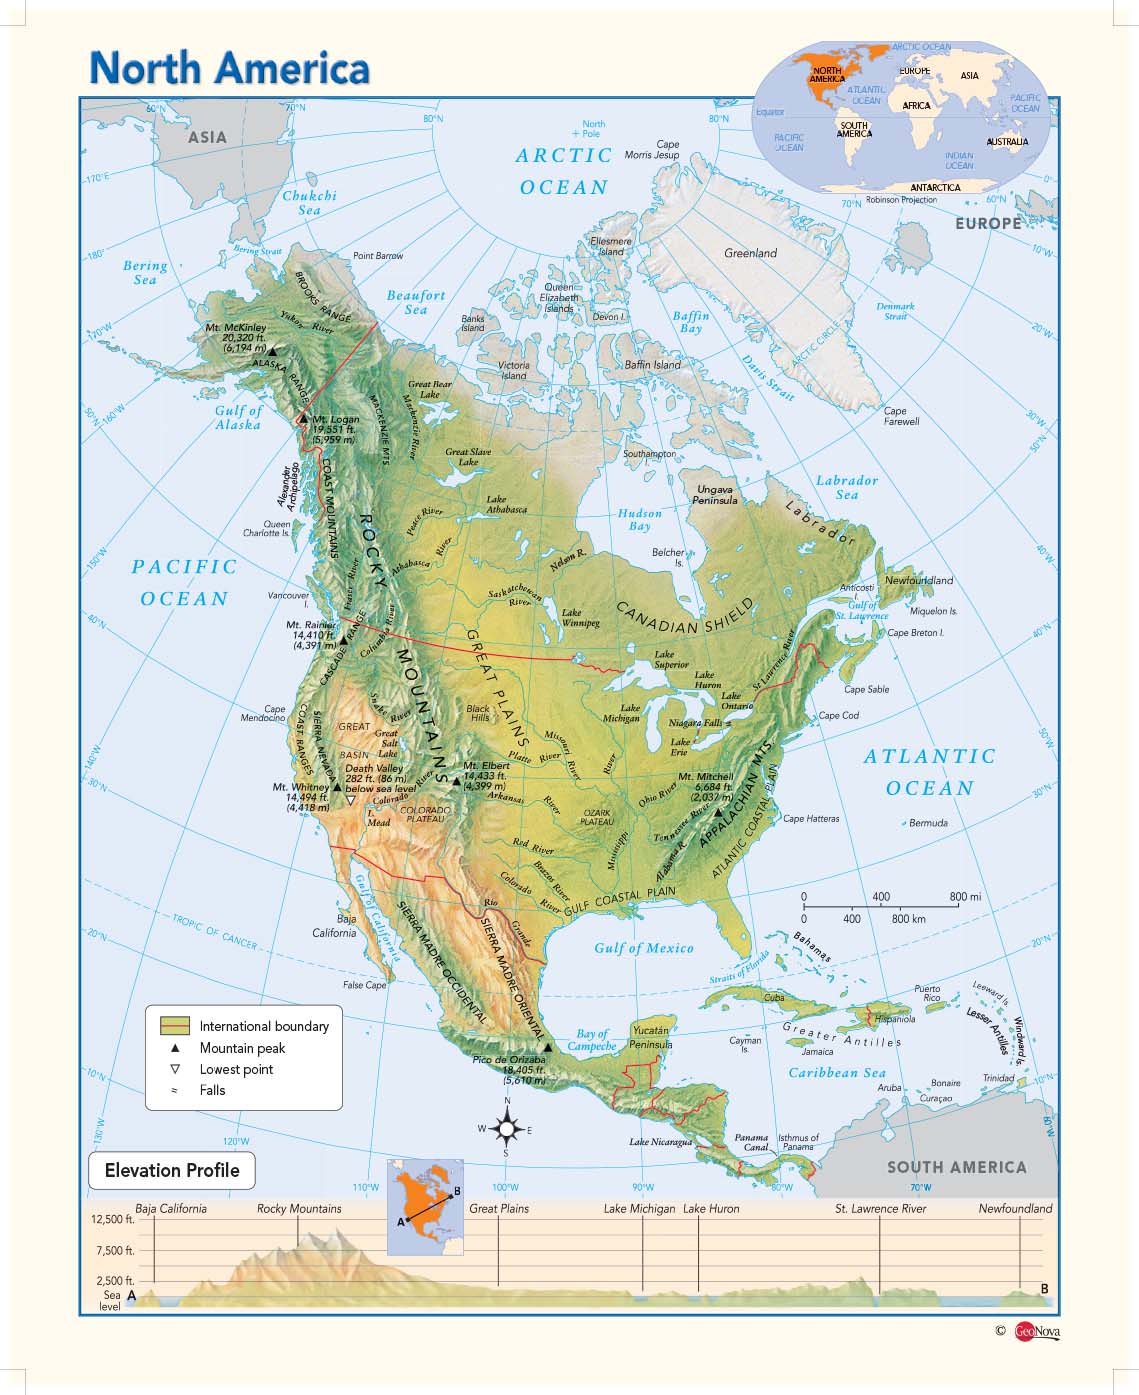 North America
ARCTIC OCEAN
NORTH
AMERICA
EUROPE
ASIA
ATLANTIC
OCEAN
PACIFIC
OCEAN
AFRICA
Equator
SOUTH
AMERICA
PACIFIC
OCEAN
AUSTRALIA
INDIAN
OCEAN
ANTARCTICA
Robinson Projection
60°N
70°N
80°N
80°N
70°N
60°N
0°
10°W
20°W
30°W
50°N
40°W
40°N
50°W
30°N
20°N
10°N
60°W
170°E
180°
170°W
160°W
50°N
150°W
40°N
140°W
30°N
20°N
10°N
130°W
120°W
110°W
100°W
90°W
80°W
70°W
ASIA
North
Pole
ARCTIC
OCEAN
Cape
Morris Jesup
EUROPE
Chukchi
Sea
Bering Strait
Bering
Sea
Point Barrow
Beaufort
Sea
Ellesmere
Island
Greenland
Queen
Elizabeth
Islands
Devon I.
Banks
Island
Victoria
Island
Baffin
Bay
Baffin Island
Davis Strait
Denmark
Strait
ARCTIC CIRCLE
Cape
Farewell
BROOKS RANGE
Yukon River
Mt. McKinley
20,320 ft.
(6,194 m)
ALASKA RANGE
Gulf of
Alaska
Mt. Logan
19,551 ft.
(5,959 m)
MACKENZIE MTS
Mackenzie River
Great Bear
Lake
Great Slave
Lake
Lake
Athabasca
Southampton
I.
Ungava
Peninsula
Hudson
Bay
Labrador
Sea
Labrador
Alexander
Archipelago
Queen
Charlotte Is.
COAST MOUNTAINS
ROCKY MOUNTAINS
Peace River
Athabasca River
Nelson R.
Belcher
Is.
PACIFIC
OCEAN
Vancouver
I.
Fraser River
Saskatchewan
River
Lake
Winnipeg
CANADIAN SHIELD
Anticosti
I.
Newfoundland
Gulf of
St. Lawrence
Miquelon Is.
Cape Breton I.
Mt. Rainier
14,410 ft.
(4,391 m)
CASCADE RANGE
Columbia River
GREAT PLAINS
Lake
Superior
Lake
Huron
Lake
Ontario
St Lawrence River
Cape Sable
Cape
Mendocino
COAST RANGES
SIERRA NEVADA
Snake River
GREAT
BASIN
Great
Salt
Lake
Black
Hills
Lake
Michigan
Niagara Falls
Lake
Erie
Cape Cod
Missouri River
Platte River
River
Death Valley
282 ft. (86 m)
below sea level
Mt. Whitney
14,494 ft.
(4,418 m)
Mt. Elbert
14,433 ft.
(4,399 m)
Colorado River
L.
Mead
COLORADO
PLATEAU
Arkansas River
OZARK
PLATEAU
Ohio River
Mt. Mitchell
6,684 ft.
(2,037 m)
APPALACHIAN MTS
ATLANTIC COASTAL PLAIN
ATLANTIC
OCEAN
Tennessee River
Alabama R.
Mississippi
Cape Hatteras
Bermuda
Red River
Brazos River
Colorado River
GULF COASTAL PLAIN
0 400 800 mi
0 400 800 km
Gulf of California
Baja
California
False Cape
TROPIC OF CANCER
Rio Grande
SIERRA MADRE OCCIDENTAL
SIERRA MADRE ORIENTAL
Gulf of Mexico
Straits of Florida
Bahamas
Cuba
Puerto
Rico
Leeward Is.
Hispaniola
Lesser Antilles
Windward Is.
Greater Antilles
Jamaica
Cayman
Is.
Caribbean Sea
Aruba
Bonaire
Curaçao
Trinidad
Bay of
Campeche
Yucatán
Peninsula
Pico de Orizaba
18,405 ft.
(5,610 m)
N
W E
S
Lake Nicaragua
Panama
Canal
Isthmus of
Panama
SOUTH AMERICA
International boundary
Mountain peak
Lowest point
Falls
Elevation Profile
A
B
Baja California
Rocky Mountains
Great Plains
Lake Michigan
Lake Huron
St. Lawrence River
Newfoundland
12,500 ft.
7,500 ft.
2,500 ft.
Sea
level
A
B
© GeoNova